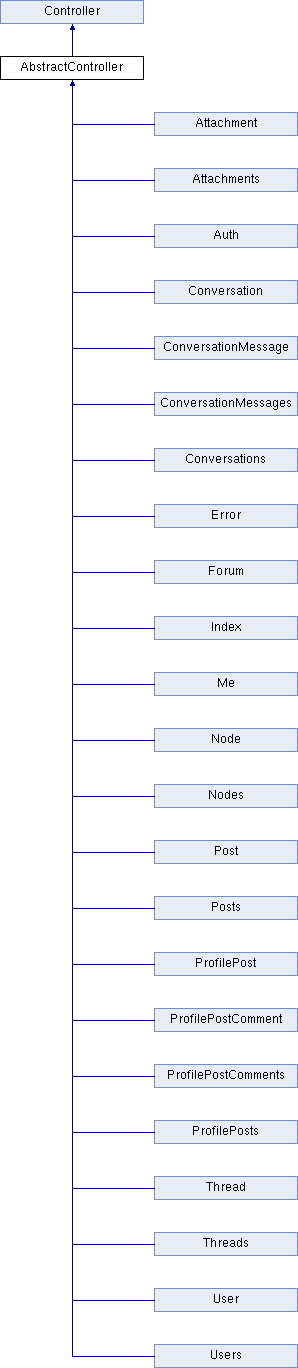 Controller
AbstractController
Attachment
Attachments
Auth
Conversation
ConversationMessage
ConversationMessages
Conversations
Error
Forum
Index
Me
Node
Nodes
Post
Posts
ProfilePost
ProfilePostComment
ProfilePostComments
ProfilePosts
Thread
Threads
User
Users